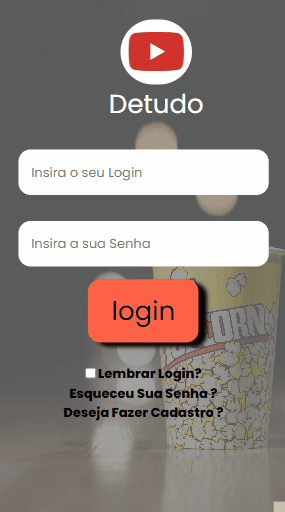 Detudo
Insira o seu Login
Insira a sua Senha
login
Lembrar Login?
Esqueceu Sua Senha ?
Deseja Fazer Cadastro ?